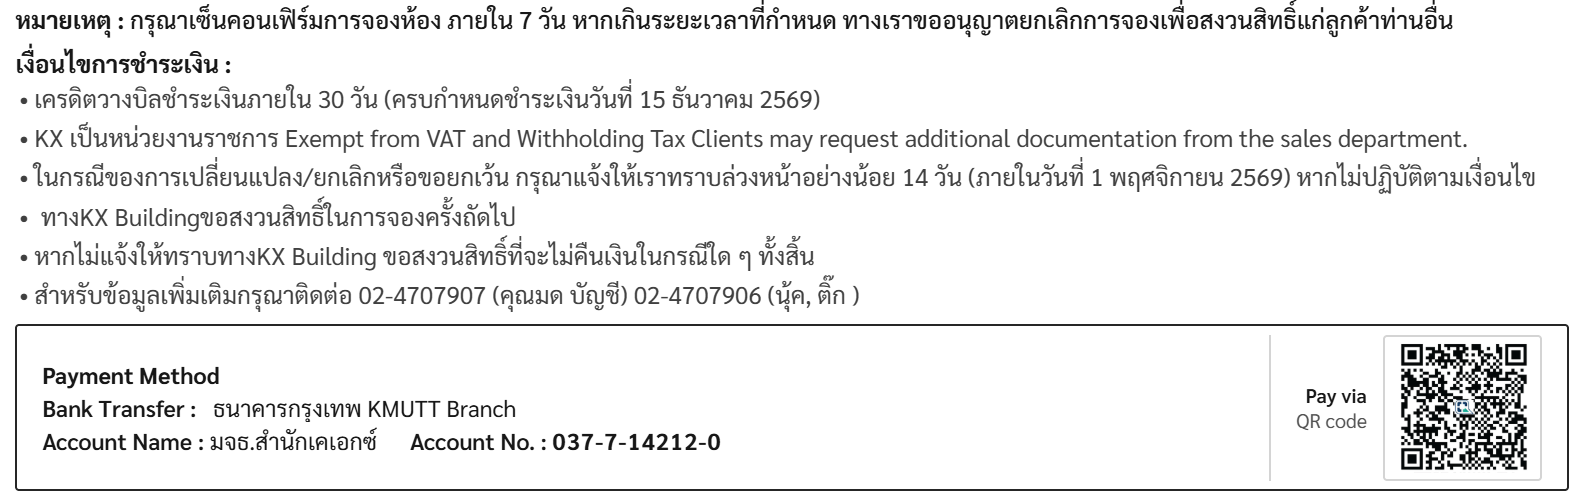 หมายเหตุ : กรุณาเซ็นคอนเฟิร์มการจองห้อง ภายใน 7 วัน หากเกินระยะเวลาที่กำหนด ทางเราขออนุญาตยกเลิกการจองเพื่อสงวนสิทธิ์แก่ลูกค้าท่านอื่น
เงื่อนไขการชำระเงิน :
• เครดิตวางบิลชำระเงินภายใน 30 วัน (ครบกำหนดชำระเงินวันที่ 15 ธันวาคม 2569)
• KX เป็นหน่วยงานราชการ Exempt from VAT and Withholding Tax Clients may request additional documentation from the sales department.
• ในกรณีของการเปลี่ยนแปลง/ยกเลิกหรือขอยกเว้น กรุณาแจ้งให้เราทราบล่วงหน้าอย่างน้อย 14 วัน (ภายในวันที่ 1 พฤศจิกายน 2569) หากไม่ปฏิบัติตามเงื่อนไข
• ทางKX Buildingขอสงวนสิทธิ์ในการจองครั้งถัดไป
• หากไม่แจ้งให้ทราบทางKX Building ขอสงวนสิทธิ์ที่จะไม่คืนเงินในกรณีใด ๆ ทั้งสิ้น
• สำหรับข้อมูลเพิ่มเติมกรุณาติดต่อ 02-4707907 (คุณมด บัญชี) 02-4707906 (นุ้ค, ติ๊ก )
Payment Method
Bank Transfer : ธนาคารกรุงเทพ KMUTT Branch
Account Name : มจธ.สำนักเคเอกซ์ Account No. : 037-7-14212-0
Pay via
QR code